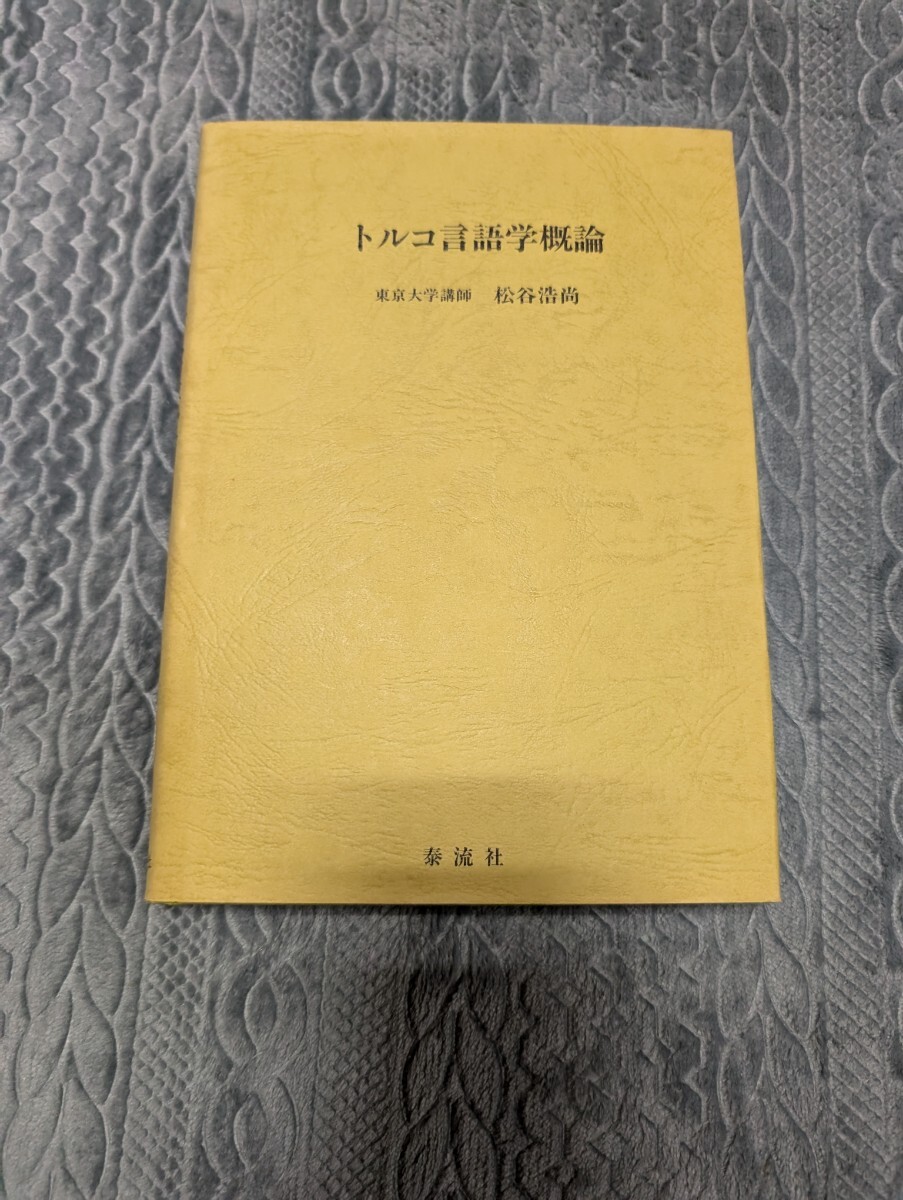 トルコ言語学概論
東京大学講師 松谷浩尚
泰流社